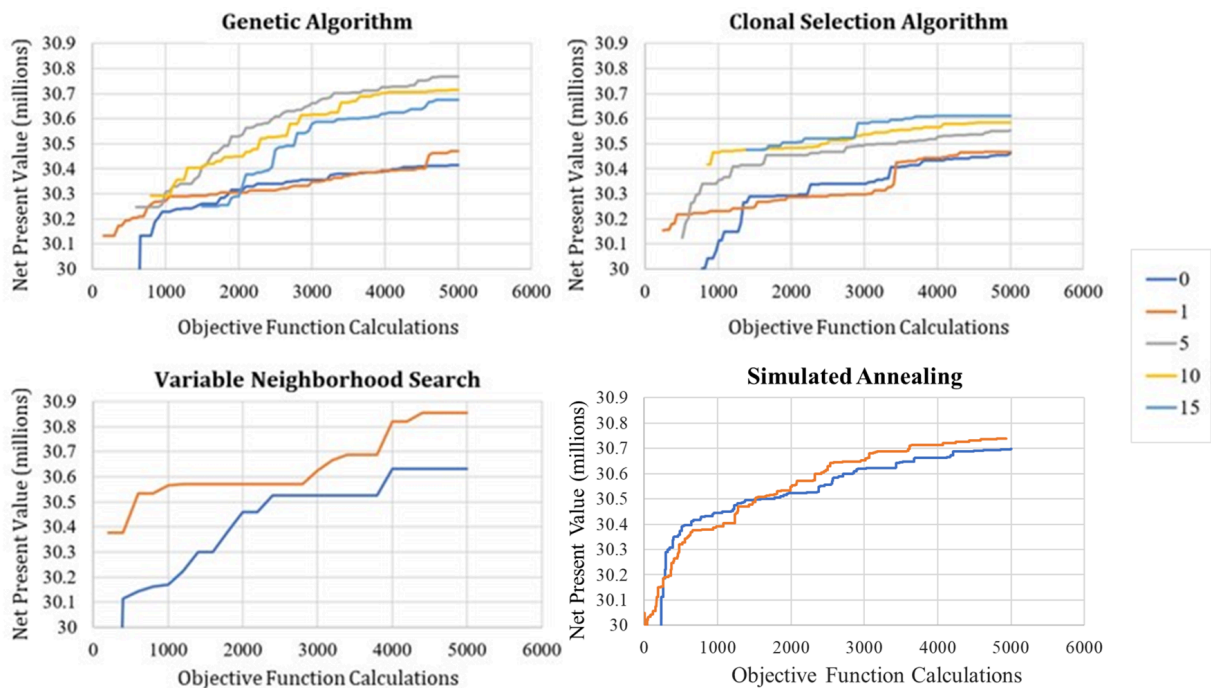 Genetic Algorithm
Net Present Value (millions)
30.9
30.8
30.7
30.6
30.5
30.4
30.3
30.2
30.1
30
0 1000 2000 3000 4000 5000 6000
Objective Function Calculations
Clonal Selection Algorithm
Net Present Value (millions)
30.9
30.8
30.7
30.6
30.5
30.4
30.3
30.2
30.1
30
0 1000 2000 3000 4000 5000 6000
Objective Function Calculations
0
1
5
10
15
Variable Neighborhood Search
Net Present Value (millions)
30.9
30.8
30.7
30.6
30.5
30.4
30.3
30.2
30.1
30
0 1000 2000 3000 4000 5000 6000
Objective Function Calculations
Simulated Annealing
Net Present Value (millions)
30.9
30.8
30.7
30.6
30.5
30.4
30.3
30.2
30.1
30
0 1000 2000 3000 4000 5000 6000
Objective Function Calculations